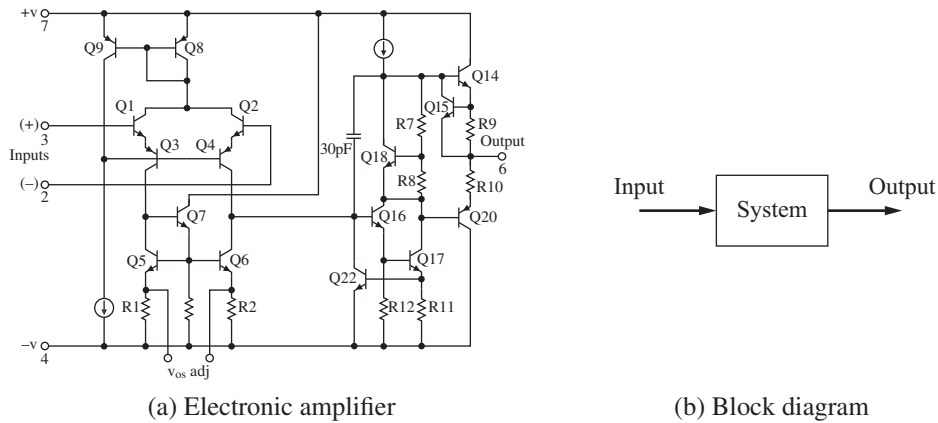 +v
7
Q9
Q8
Q14
Q1
Q2
Q15
(+)
3
R7
R9
Output
6
Inputs
Q3
Q4
30pF
Q18
R8
R10
(–)
2
Q7
Q16
Q20
Q5
Q6
Q17
Q22
R1
R2
R12
R11
–v
4
vos adj
Input
System
Output
(a) Electronic amplifier
(b) Block diagram